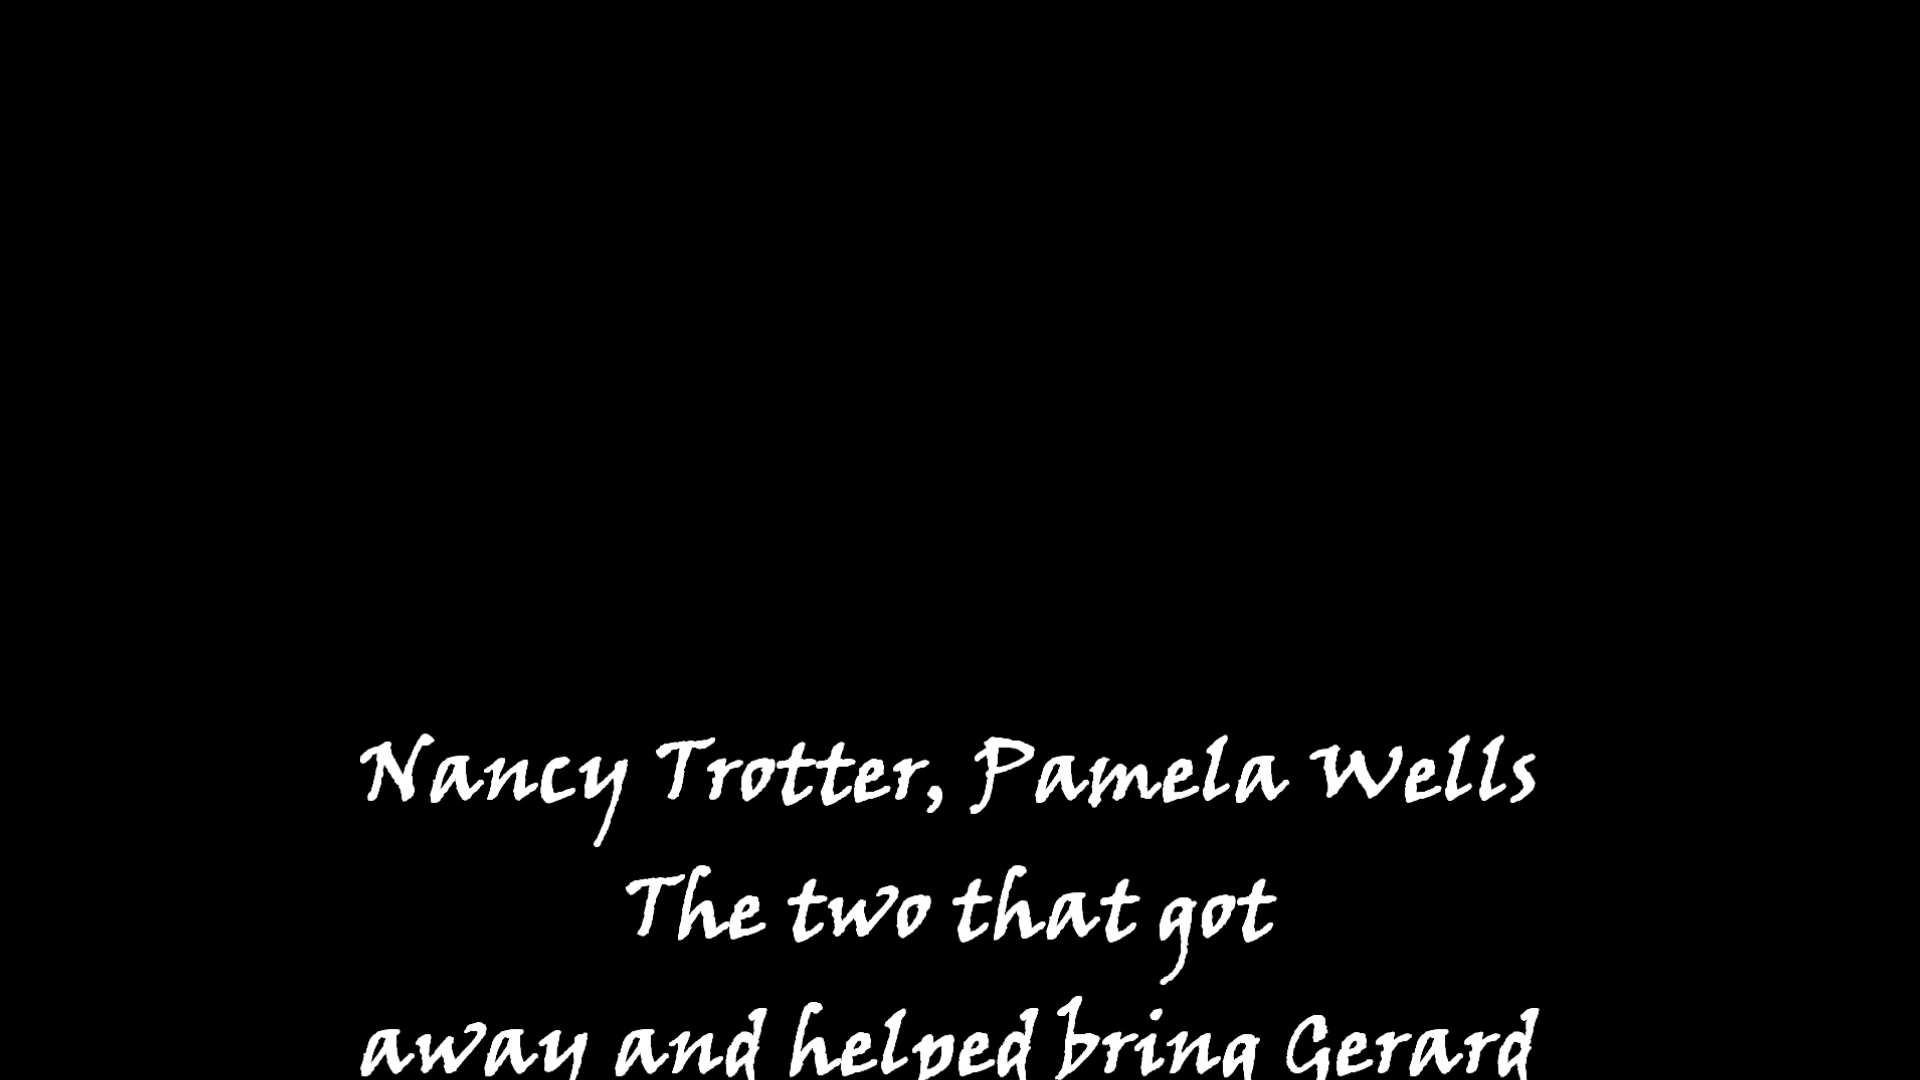 Nancy Trotter, Pamela Wells
The two that got
away and helped bring Gerard